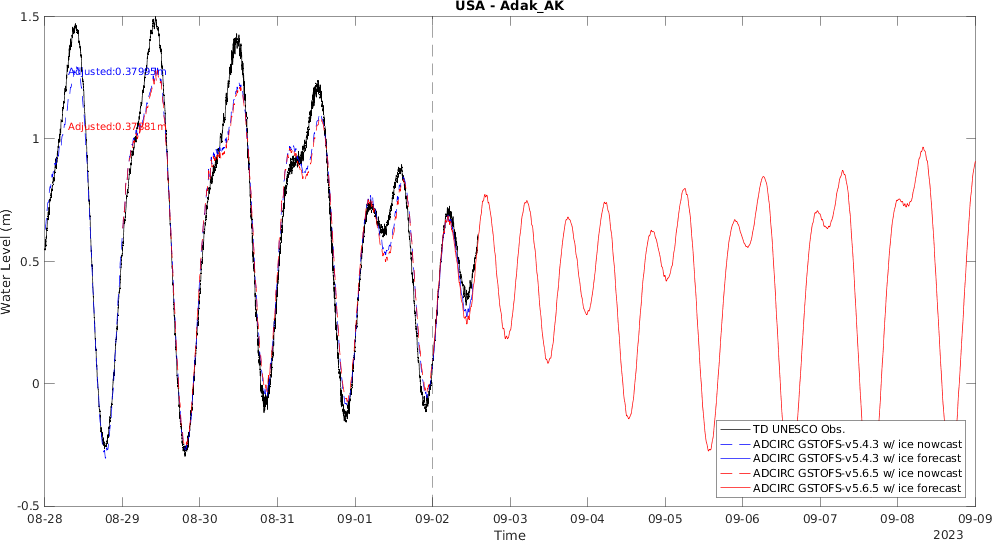 USA - Adak_AK
1.5
1
0.5
0
-0.5
Water Level (m)
Adjusted:0.37995m
Adjusted:0.37881m
TD UNESCO Obs.
ADCIRC GSTOFS-v5.4.3 w/ ice nowcast
ADCIRC GSTOFS-v5.4.3 w/ ice forecast
ADCIRC GSTOFS-v5.6.5 w/ ice nowcast
ADCIRC GSTOFS-v5.6.5 w/ ice forecast
08-28 08-29 08-30 08-31 09-01 09-02 09-03 09-04 09-05 09-06 09-07 09-08 09-09
Time
2023